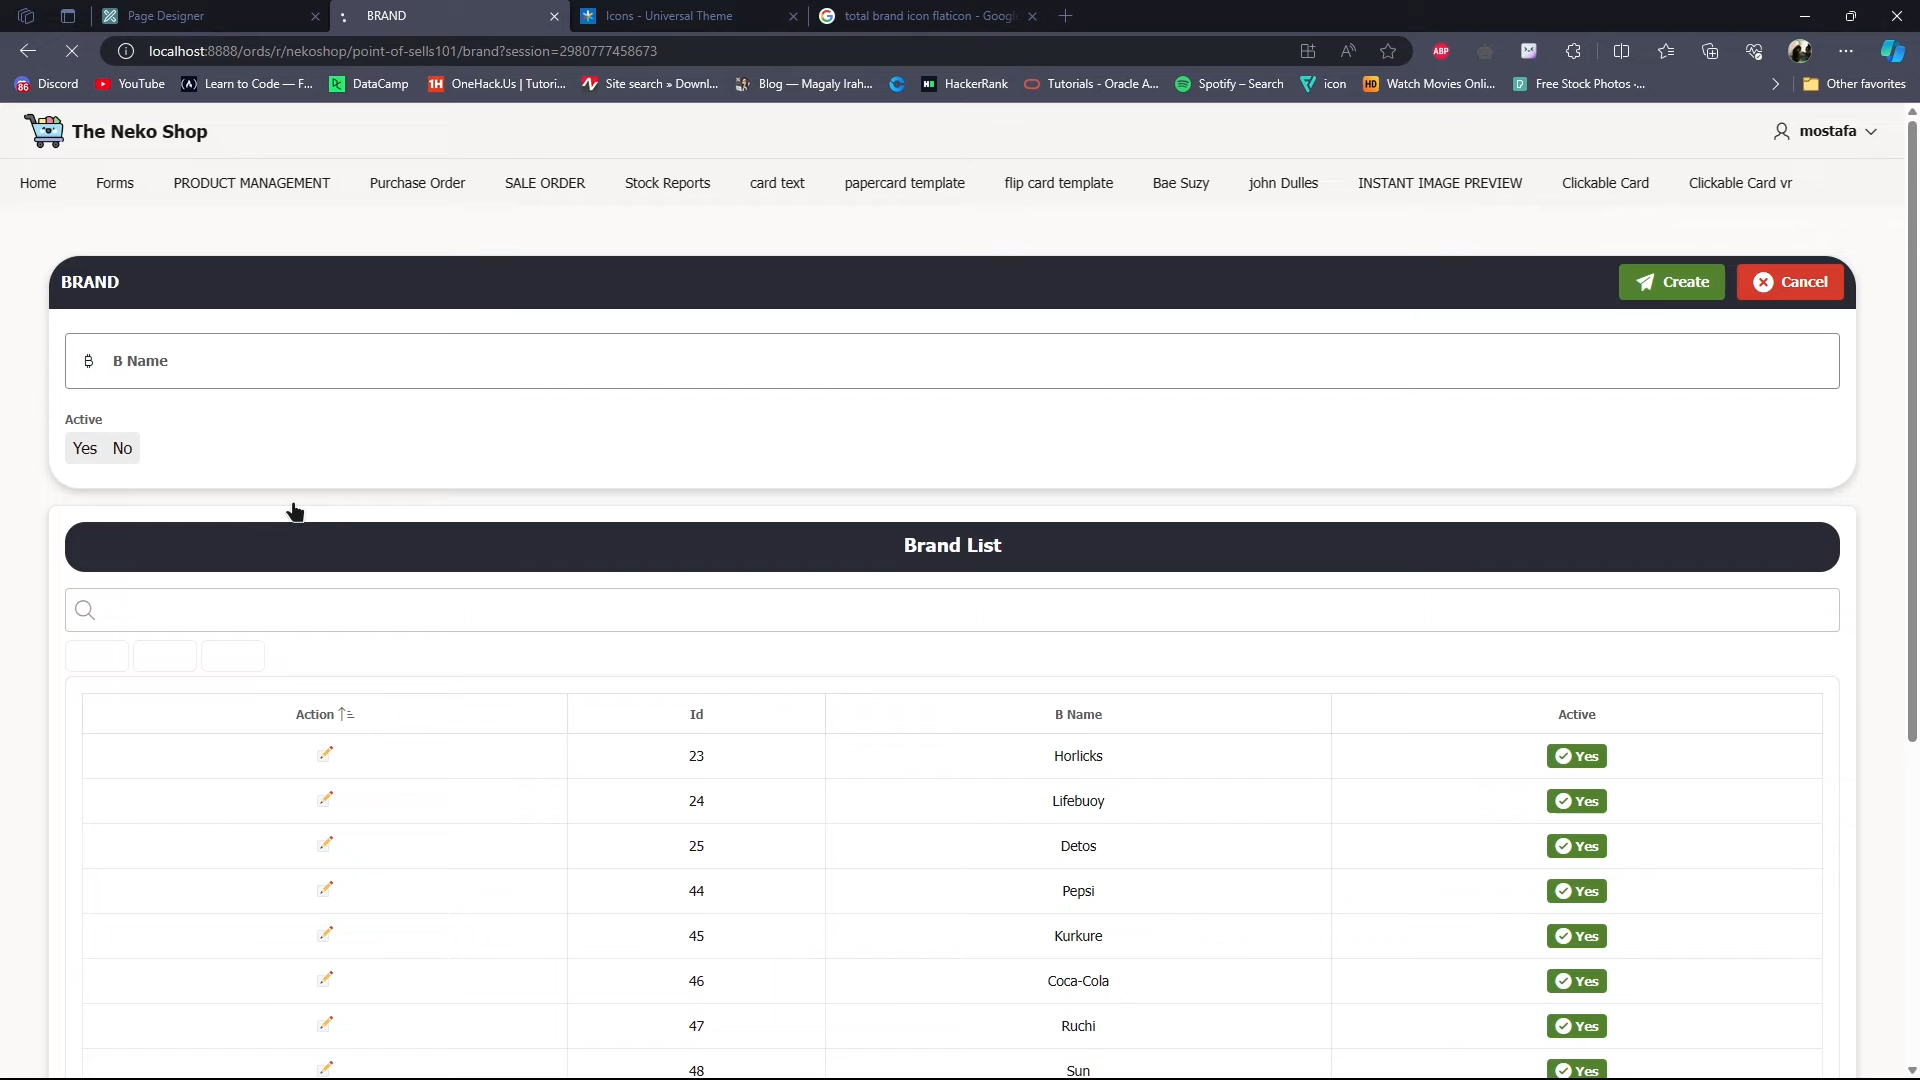 Page Designer
BRAND
Icons - Universal Theme
total brand icon flaticon - Googl
localhost:8888/ords/r/nekoshop/point-of-sells101/brand?session=2980777458673
ABP
86 Discord
YouTube
(A) Learn to Code — F...
DataCamp
1H OneHack.Us | Tutori...
Site search » Downl...
Blog — Magaly Irah...
HackerRank
Tutorials - Oracle A...
Spotify – Search
icon
HD Watch Movies Onli...
Free Stock Photos ·...
Other favorites
The Neko Shop
mostafa
Home
Forms
PRODUCT MANAGEMENT
Purchase Order
SALE ORDER
Stock Reports
card text
papercard template
flip card template
Bae Suzy
john Dulles
INSTANT IMAGE PREVIEW
Clickable Card
Clickable Card vr
BRAND
Create
Cancel
B Name
Active
Yes No
Brand List
Action Id B Name Active
23 Horlicks Yes
24 Lifebuoy Yes
25 Detos Yes
44 Pepsi Yes
45 Kurkure Yes
46 Coca-Cola Yes
47 Ruchi Yes
48 Sun Yes